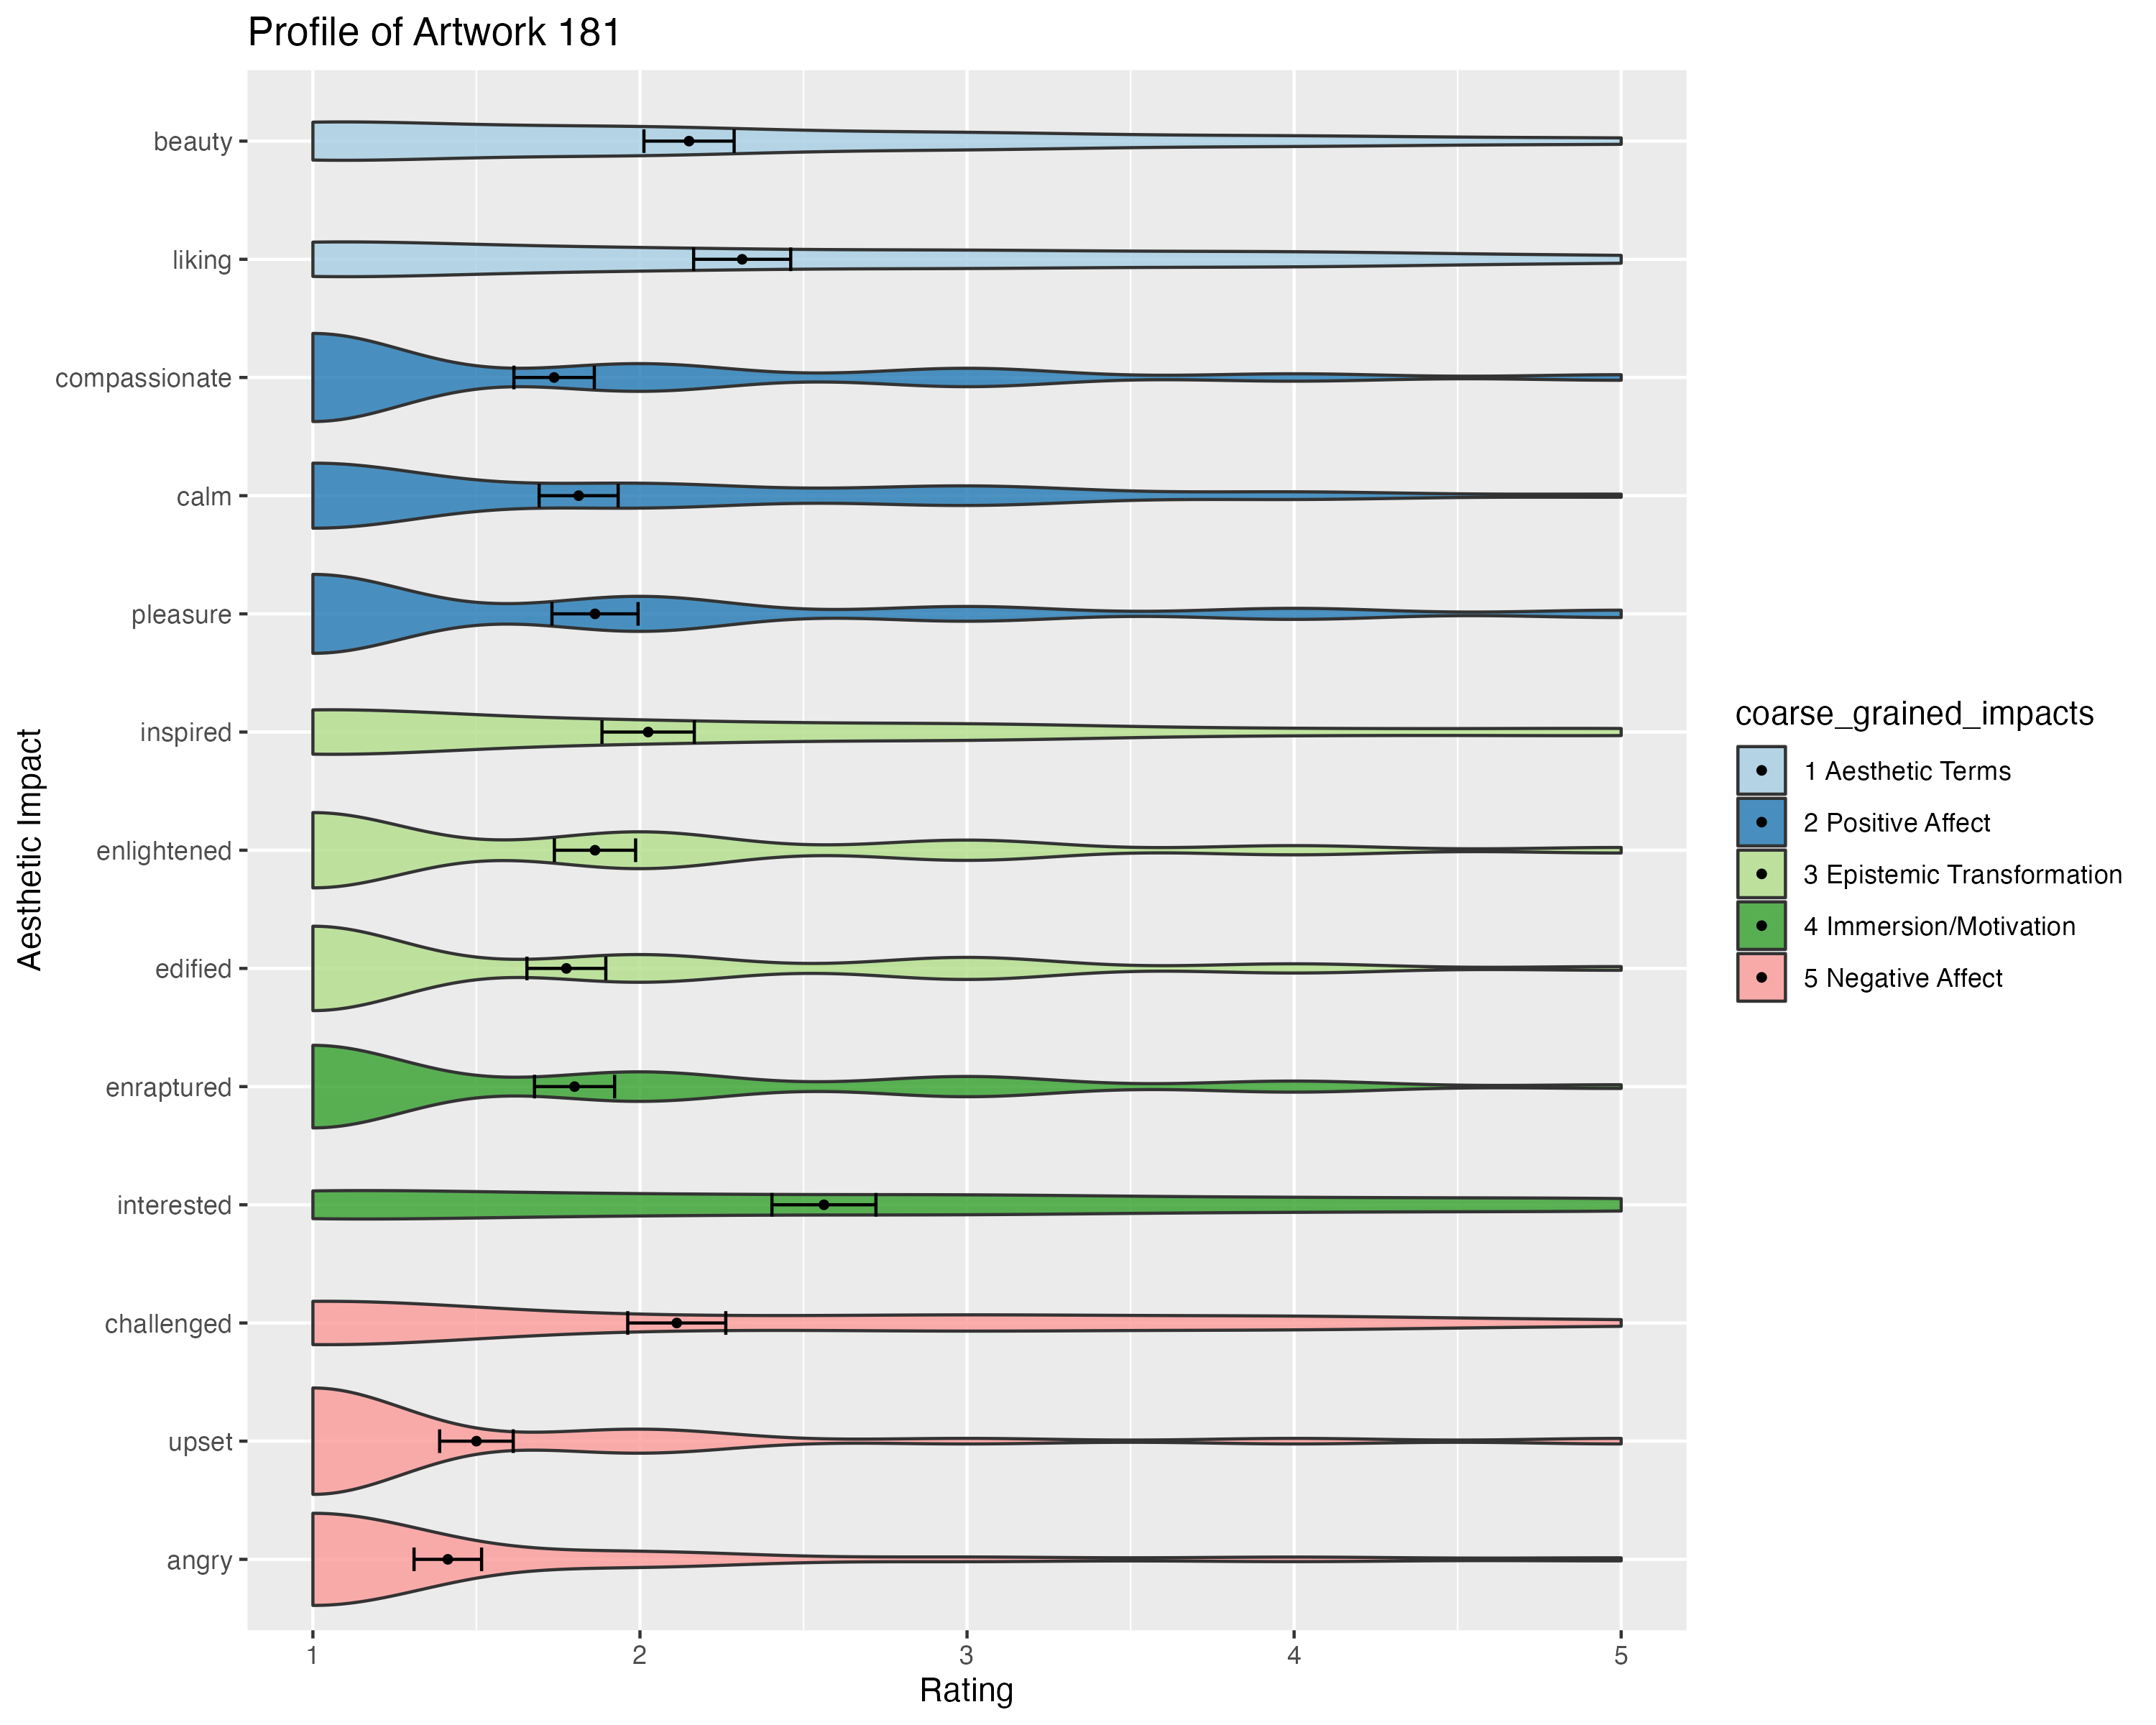 Profile of Artwork 181
beauty
liking
compassionate
calm
pleasure
inspired
enlightened
edified
enraptured
interested
challenged
upset
angry
Aesthetic Impact
1 2 3 4 5
Rating
coarse_grained_impacts
1 Aesthetic Terms
2 Positive Affect
3 Epistemic Transformation
4 Immersion/Motivation
5 Negative Affect